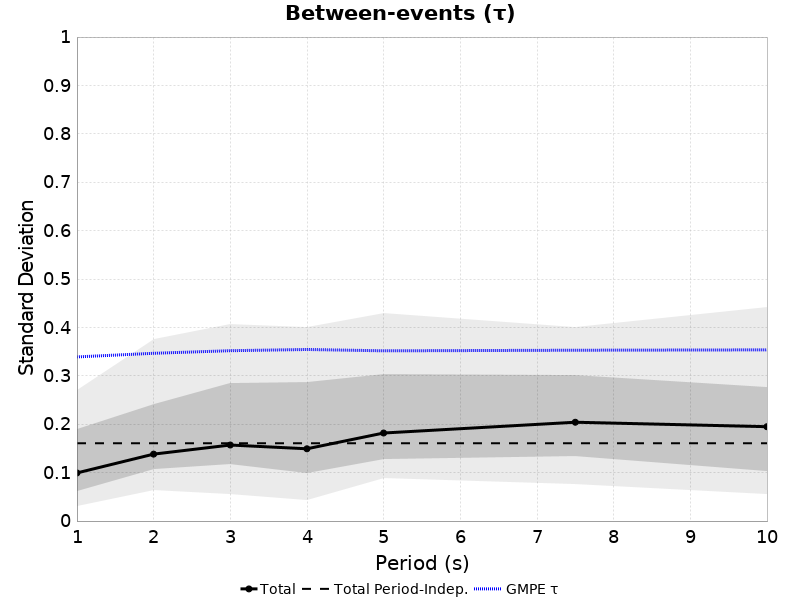 Between-events (τ)
1
0.9
0.8
0.7
0.6
0.5
0.4
0.3
0.2
0.1
0
Standard Deviation
1 2 3 4 5 6 7 8 9 10
Period (s)
Total Total Period-Indep. GMPE τ